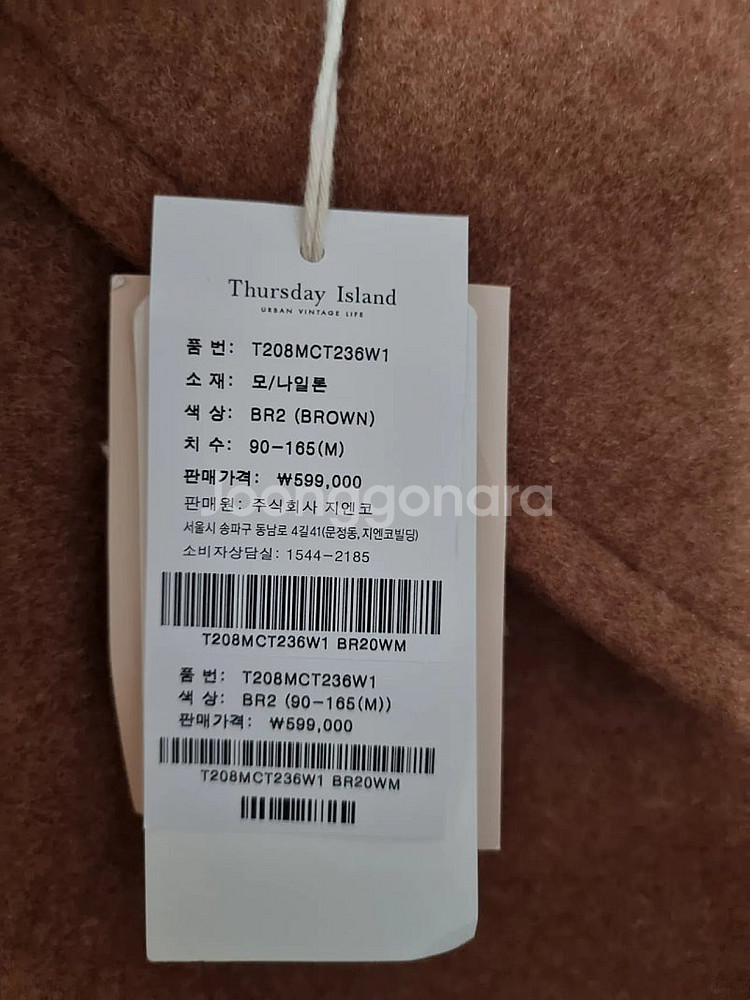 Thursday Island
URBAN VINTAGE LIFE
품 번: T208MCT236W1
소 재: 모/나일론
색 상: BR2 (BROWN)
치 수: 90-165(M)
판매가격: ₩599,000
Joonggonara
판매원: 주식회사 지엔코
서울시 송파구 동남로 4길41(문정동, 지엔코빌딩)
소비자상담실: 1544-2185
T208MCT236W1 BR20WM
품 번: T208MCT236W1
색 상: BR2 (90-165(M))
판매가격: ₩599,000
T208MCT236W1 BR20WM